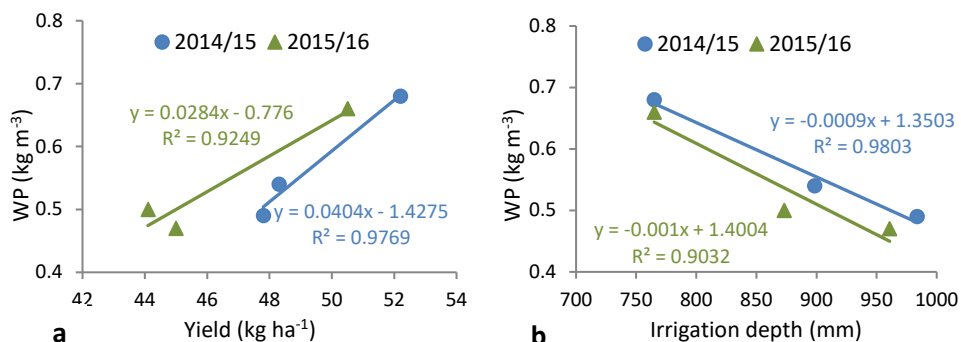 2014/15 2015/16
0.8
0.7
0.6
0.5
0.4
WP (kg m⁻³)
y = 0.0284x - 0.776
R² = 0.9249
y = 0.0404x - 1.4275
R² = 0.9769
42 44 46 48 50 52 54
a
Yield (kg ha⁻¹)
2014/15 2015/16
0.8
0.7
0.6
0.5
0.4
WP (kg m⁻³)
y = -0.0009x + 1.3503
R² = 0.9803
y = -0.001x + 1.4004
R² = 0.9032
700 750 800 850 900 950 1000
b
Irrigation depth (mm)